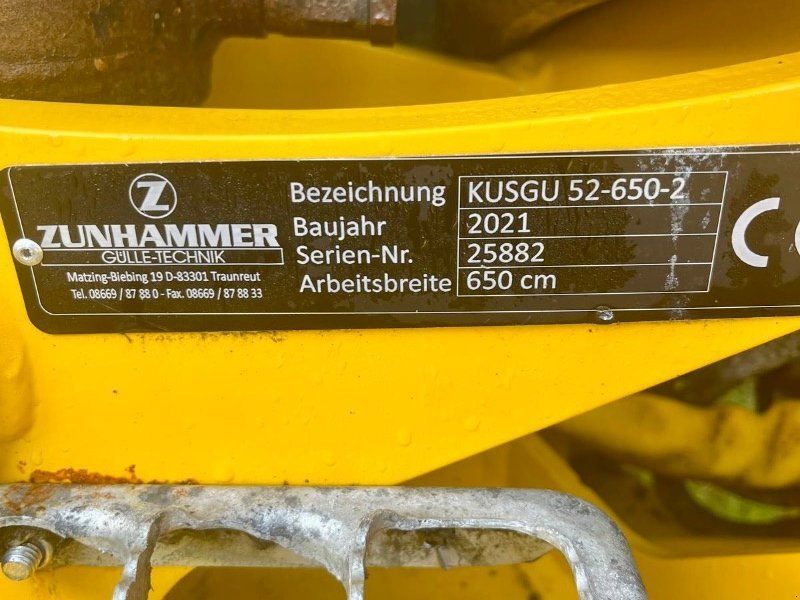 Z
ZUNHAMMER
GÜLLE-TECHNIK
Matzing-Biebing 19 D-83301 Traunreut
Tel. 08669 / 87 88 0 - Fax. 08669 / 87 88 33
Bezeichnung KUSGU 52-650-2
Baujahr 2021
Serien-Nr. 25882
Arbeitsbreite 650 cm
CE